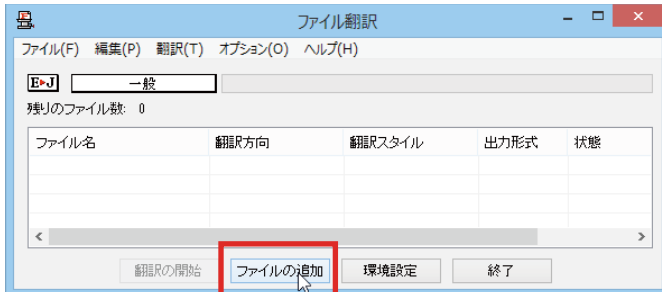 ファイル翻訳
ファイル(F) 編集(P) 翻訳(T) オプション(O) ヘルプ(H)
E▸J 一般
残りのファイル数: 0
ファイル名 翻訳方向 翻訳スタイル 出力形式 状態
翻訳の開始 ファイルの追加 環境設定 終了